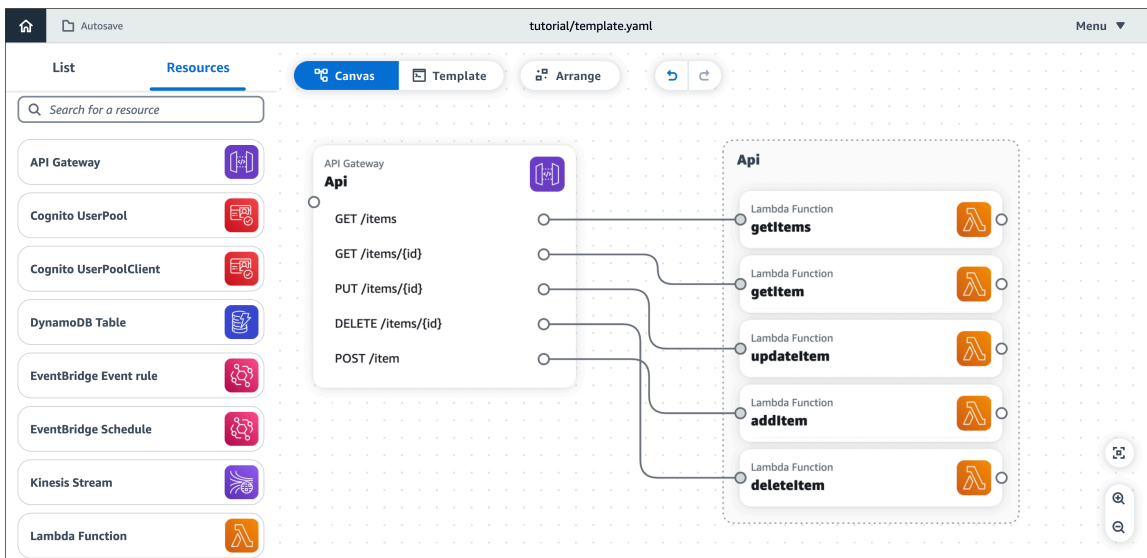 Autosave
tutorial/template.yaml
Menu
List
Resources
Search for a resource
API Gateway
Cognito UserPool
Cognito UserPoolClient
DynamoDB Table
EventBridge Event rule
EventBridge Schedule
Kinesis Stream
Lambda Function
Canvas
Template
Arrange
API Gateway
Api
GET /items
GET /items/{id}
PUT /items/{id}
DELETE /items/{id}
POST /item
Api
Lambda Function
getItems
Lambda Function
getItem
Lambda Function
updateItem
Lambda Function
addItem
Lambda Function
deleteItem